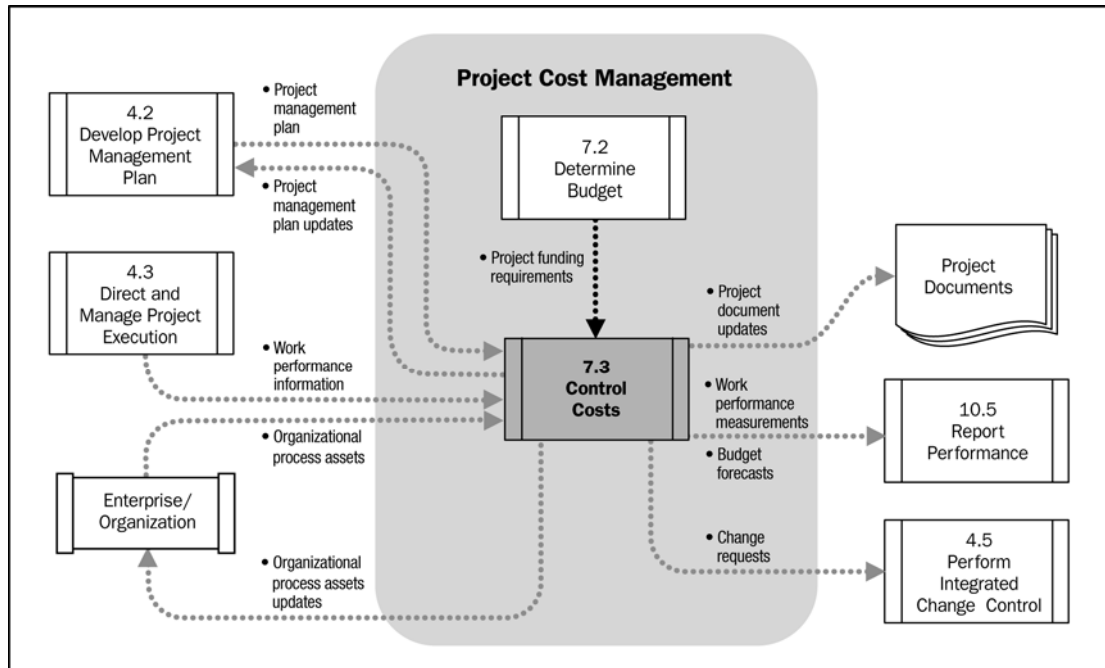 Project Cost Management
4.2
Develop Project
Management
Plan
• Project
management
plan
• Project
management
plan updates
7.2
Determine
Budget
• Project funding
requirements
4.3
Direct and
Manage Project
Execution
• Work
performance
information
• Organizational
process assets
Enterprise/
Organization
• Organizational
process assets
updates
7.3
Control
Costs
• Project
document
updates
Project
Documents
• Work
performance
measurements
• Budget
forecasts
10.5
Report
Performance
• Change
requests
4.5
Perform
Integrated
Change Control